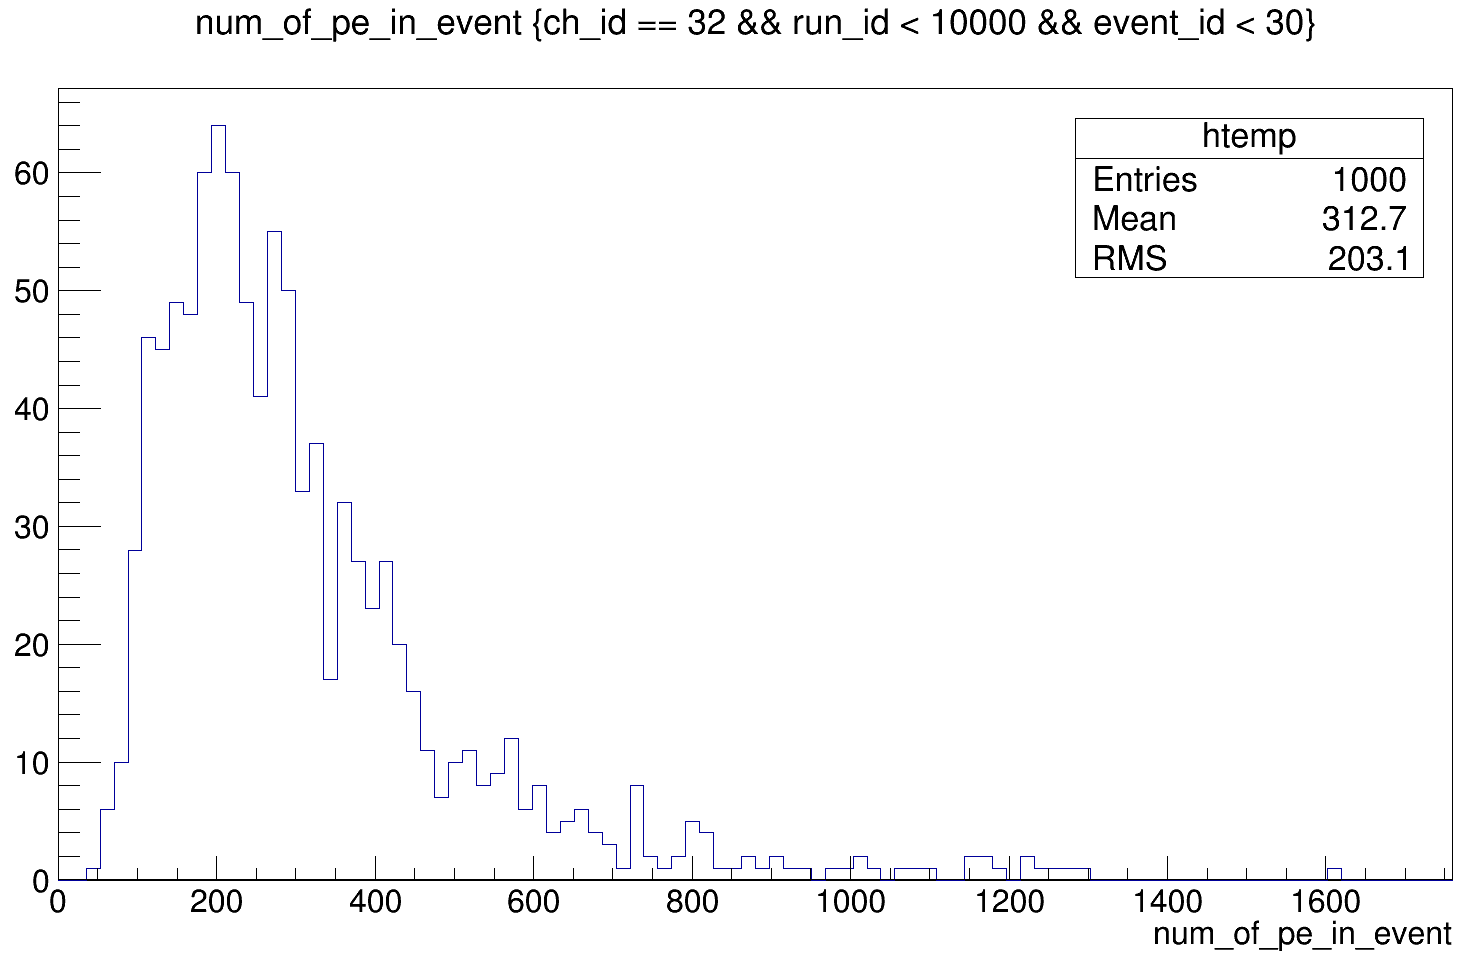 num_of_pe_in_event {ch_id == 32 && run_id < 10000 && event_id < 30}
htemp
Entries 1000
Mean 312.7
RMS 203.1
60
50
40
30
20
10
0
0 200 400 600 800 1000 1200 1400 1600
num_of_pe_in_event